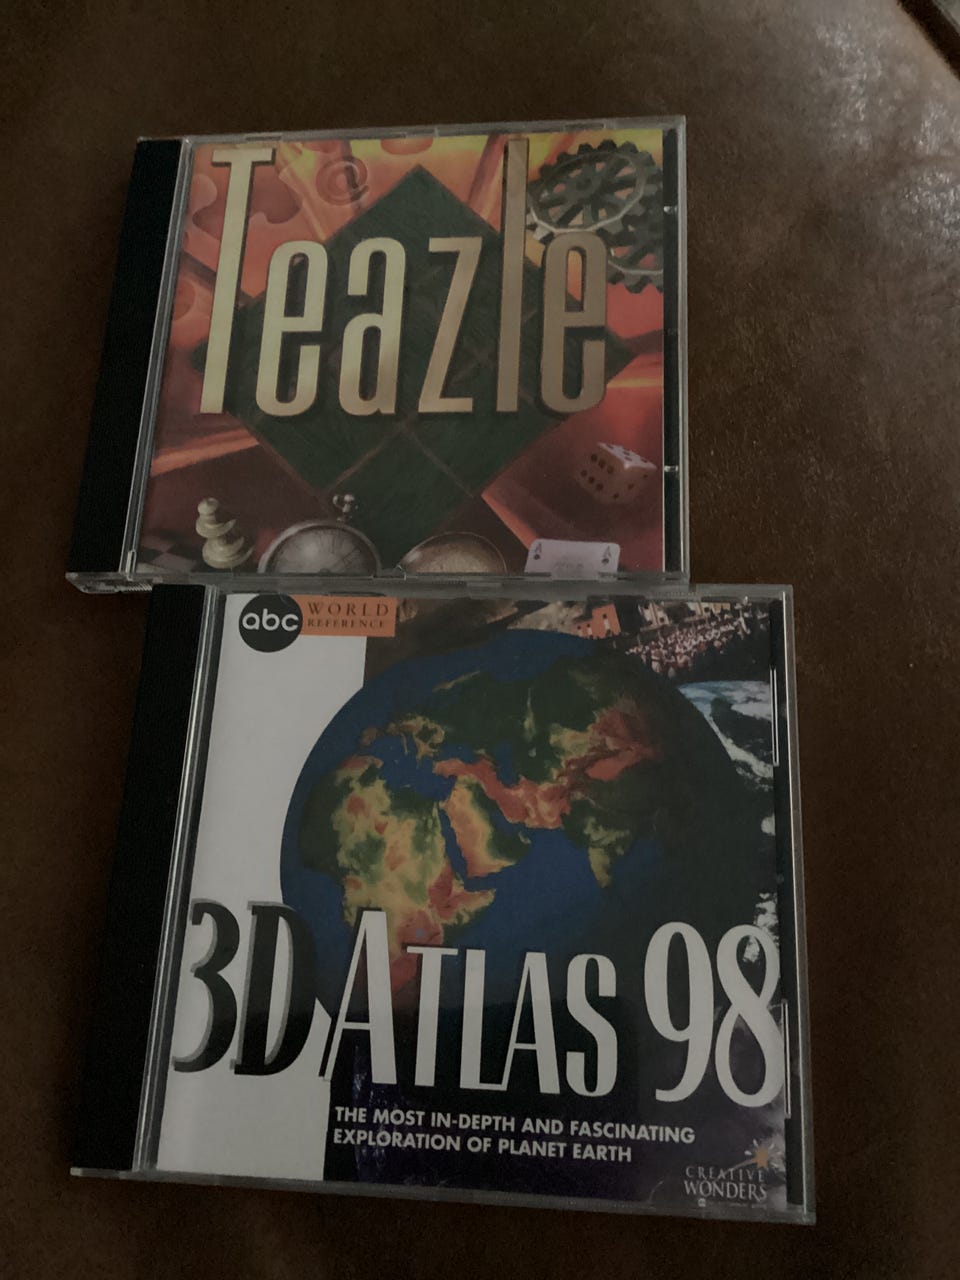 Teazle
@
A
A
abc
WORLD
REFERENCE
3D ATLAS 98
THE MOST IN-DEPTH AND FASCINATING
EXPLORATION OF PLANET EARTH
CREATIVE
WONDERS